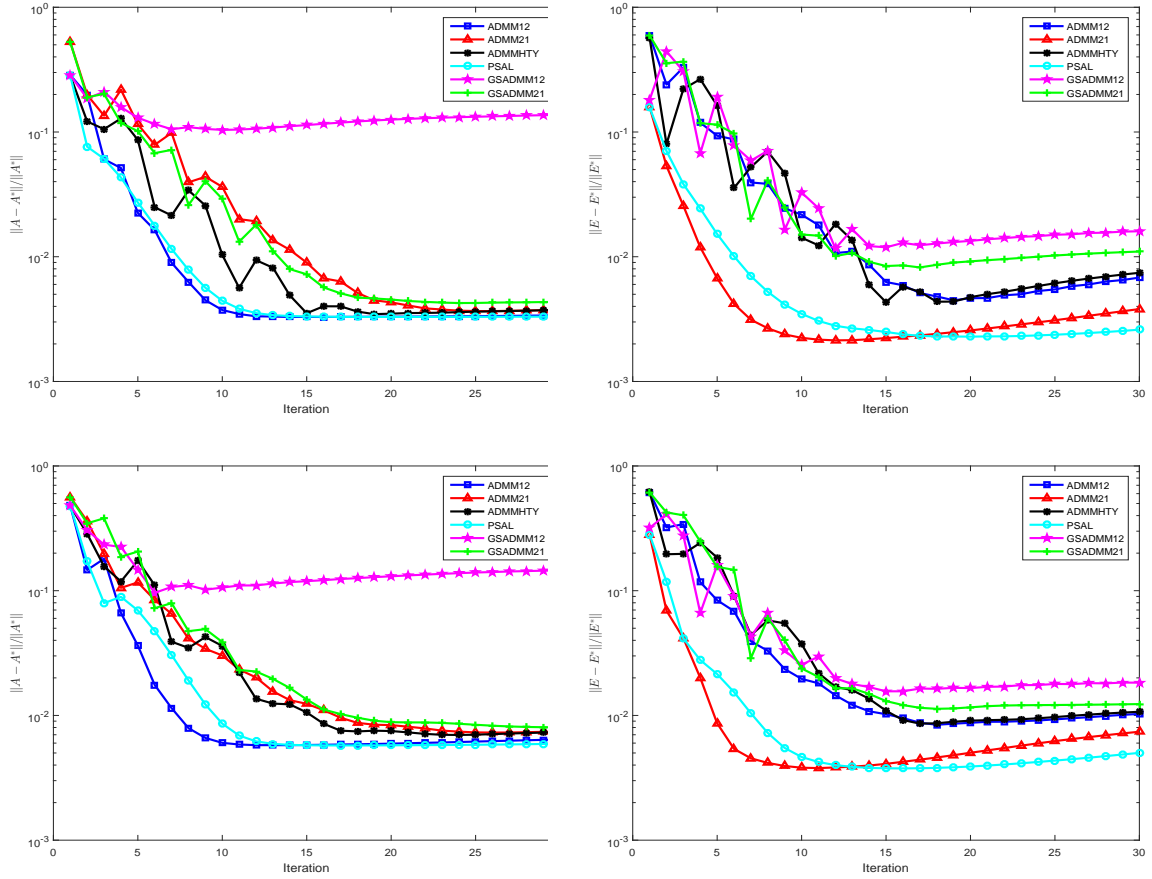 10^0
10^-1
10^-2
10^-3
||A − A*||/||A*||
5
10
15
20
25
Iteration
ADMM12
ADMM21
ADMMHTY
PSAL
GSADMM12
GSADMM21
10^0
10^-1
10^-2
10^-3
||E − E*||/||E*||
0
5
10
15
20
25
30
Iteration
ADMM12
ADMM21
ADMMHTY
PSAL
GSADMM12
GSADMM21
10^0
10^-1
10^-2
10^-3
||A − A*||/||A*||
0
5
10
15
20
25
Iteration
ADMM12
ADMM21
ADMMHTY
PSAL
GSADMM12
GSADMM21
10^0
10^-1
10^-2
10^-3
||E − E*||/||E*||
0
5
10
15
20
25
30
Iteration
ADMM12
ADMM21
ADMMHTY
PSAL
GSADMM12
GSADMM21